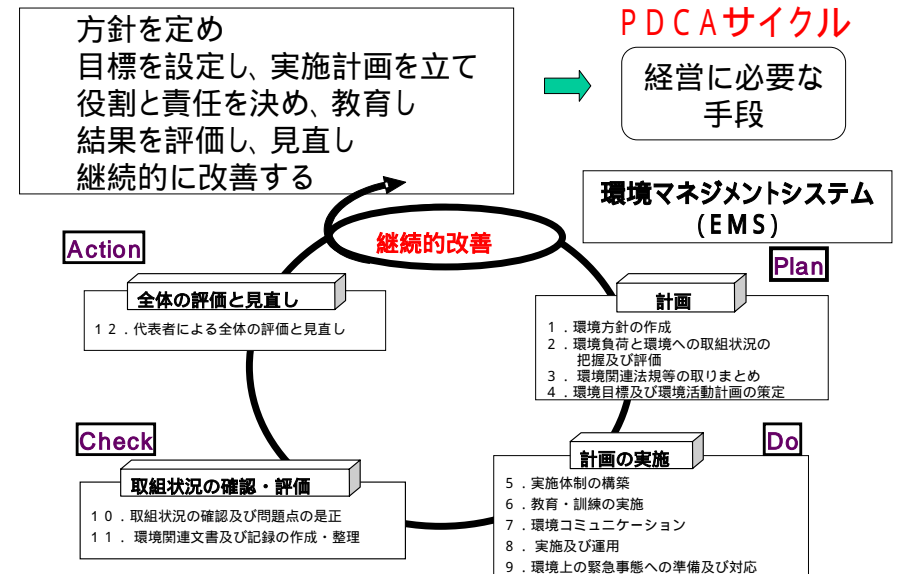 方針を定め
目標を設定し、実施計画を立て
役割と責任を決め、教育し
結果を評価し、見直し
継続的に改善する
PDCAサイクル
経営に必要な
手段
環境マネジメントシステム
(EMS)
継続的改善
Action
全体の評価と見直し
12．代表者による全体の評価と見直し
Plan
計画
1．環境方針の作成
2．環境負荷と環境への取組状況の
把握及び評価
3．環境関連法規等の取りまとめ
4．環境目標及び環境活動計画の策定
Check
取組状況の確認・評価
10．取組状況の確認及び問題点の是正
11．環境関連文書及び記録の作成・整理
Do
計画の実施
5．実施体制の構築
6．教育・訓練の実施
7．環境コミュニケーション
8．実施及び運用
9．環境上の緊急事態への準備及び対応